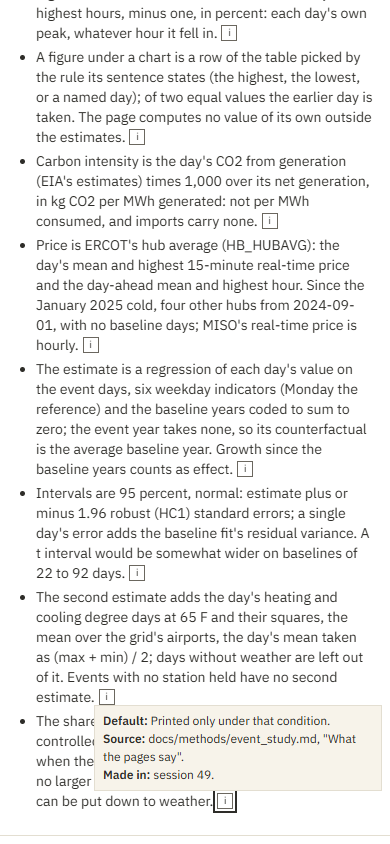 highest hours, minus one, in percent: each day's own
peak, whatever hour it fell in. i
• A figure under a chart is a row of the table picked by
the rule its sentence states (the highest, the lowest,
or a named day); of two equal values the earlier day is
taken. The page computes no value of its own outside
the estimates. i
• Carbon intensity is the day's CO2 from generation
(EIA's estimates) times 1,000 over its net generation,
in kg CO2 per MWh generated: not per MWh
consumed, and imports carry none. i
• Price is ERCOT's hub average (HB_HUBAVG): the
day's mean and highest 15-minute real-time price
and the day-ahead mean and highest hour. Since the
January 2025 cold, four other hubs from 2024-09-
01, with no baseline days; MISO's real-time price is
hourly. i
• The estimate is a regression of each day's value on
the event days, six weekday indicators (Monday the
reference) and the baseline years coded to sum to
zero; the event year takes none, so its counterfactual
is the average baseline year. Growth since the
baseline years counts as effect. i
• Intervals are 95 percent, normal: estimate plus or
minus 1.96 robust (HC1) standard errors; a single
day's error adds the baseline fit's residual variance. A
t interval would be somewhat wider on baselines of
22 to 92 days. i
• The second estimate adds the day's heating and
cooling degree days at 65 F and their squares, the
mean over the grid's airports, the day's mean taken
as (max + min) / 2; days without weather are left out
of it. Events with no station held have no second
estimate. i
• The share
controlled
when the
no larger
can be put down to weather. i
Default: Printed only under that condition.
Source: docs/methods/event_study.md, "What
the pages say".
Made in: session 49.